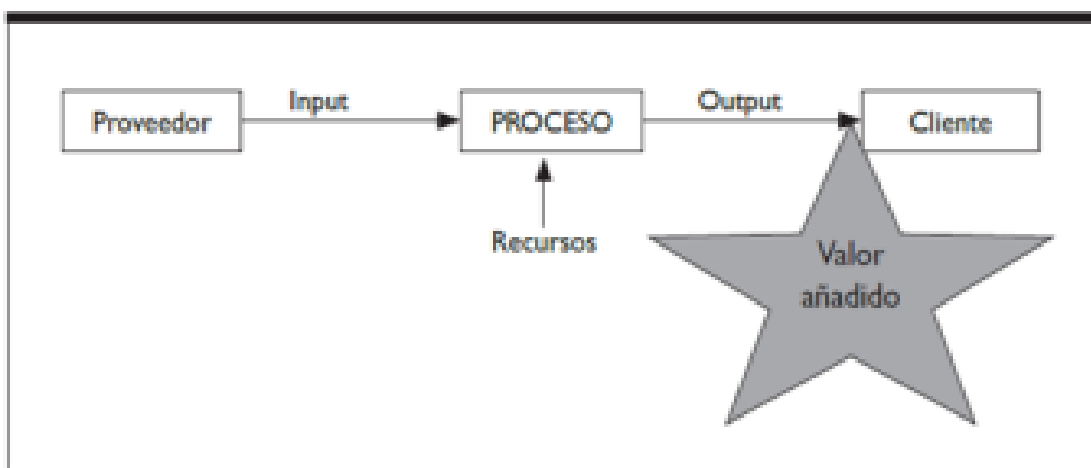 Proveedor
Input
PROCESO
Output
Cliente
Recursos
Valor
añadido